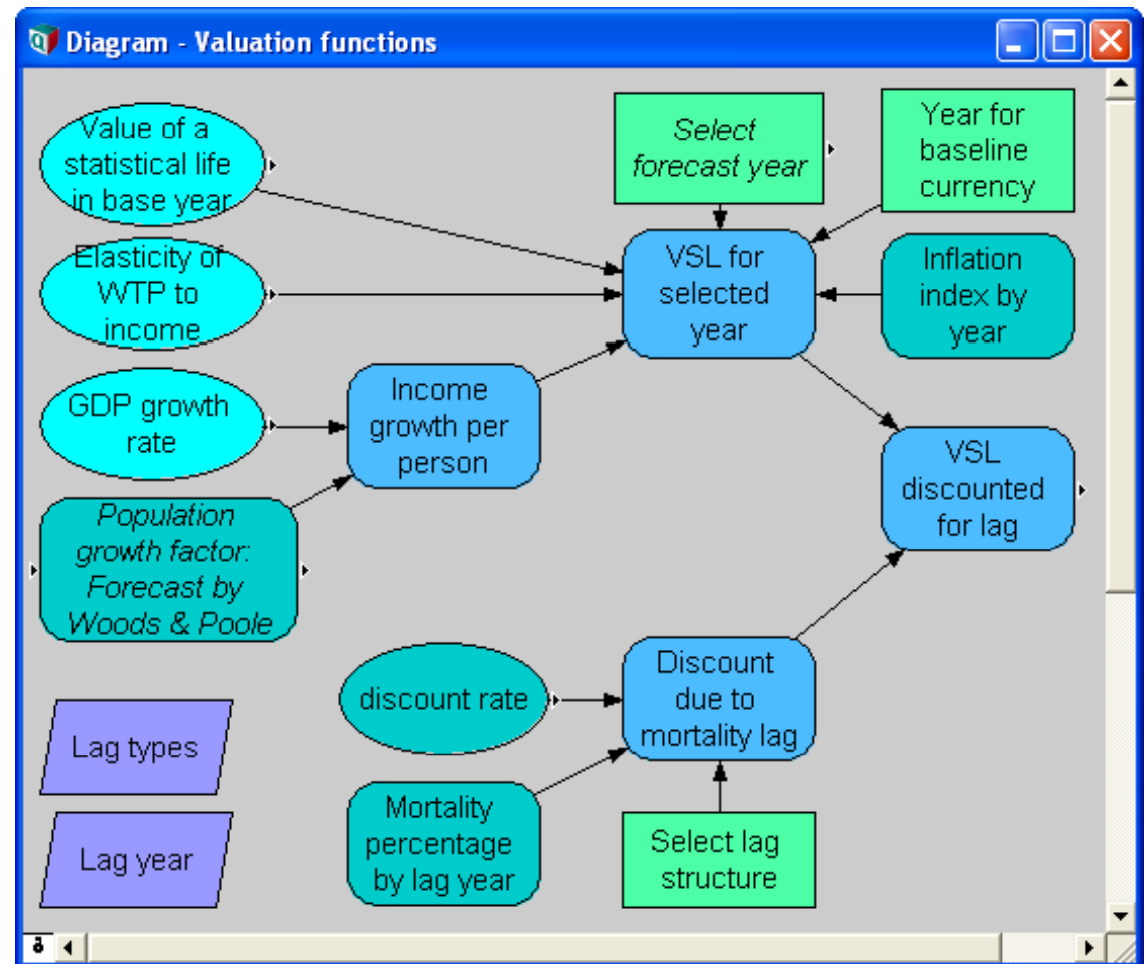 Diagram - Valuation functions
Value of a
statistical life
in base year
Select
forecast year
Year for
baseline
currency
Elasticity of
WTP to
income
VSL for
selected
year
Inflation
index by
year
GDP growth
rate
Income
growth per
person
VSL
discounted
for lag
Population
growth factor:
Forecast by
Woods & Poole
discount rate
Discount
due to
mortality lag
Lag types
Mortality
percentage
by lag year
Select lag
structure
Lag year